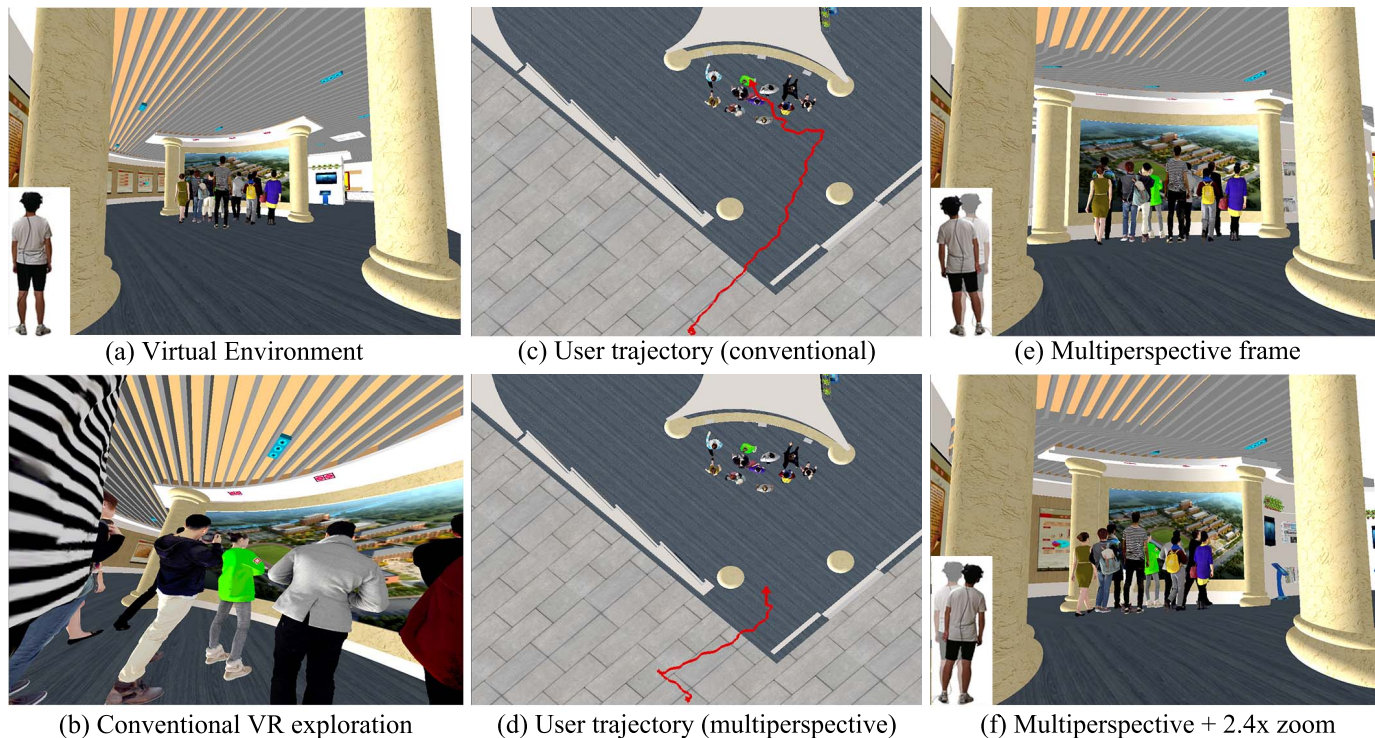 (a) Virtual Environment
(c) User trajectory (conventional)
(e) Multiperspective frame
(b) Conventional VR exploration
(d) User trajectory (multiperspective)
(f) Multiperspective + 2.4x zoom